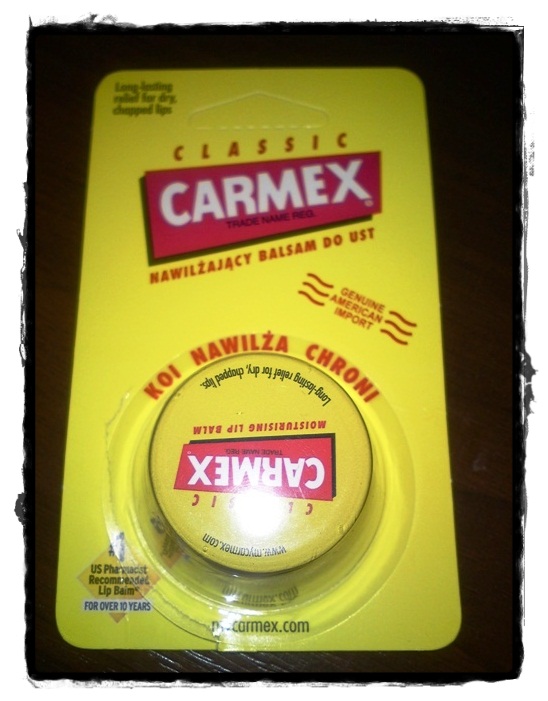 Long-lasting
relief for dry,
chapped lips
CLASSIC
CARMEX
TRADE NAME REG.
NAWILŻAJĄCY BALSAM DO UST
GENUINE
AMERICAN
IMPORT
KOI NAWILŻA CHRONI
Long-lasting relief for dry, chapped lips.
MOISTURISING LIP BALM
TRADE NAME REG.
CARMEX
CLASSIC
www.mycarmex.com
#1
US Pharmacist
Recommended
Lip Balm*
FOR OVER 10 YEARS
carmex.com